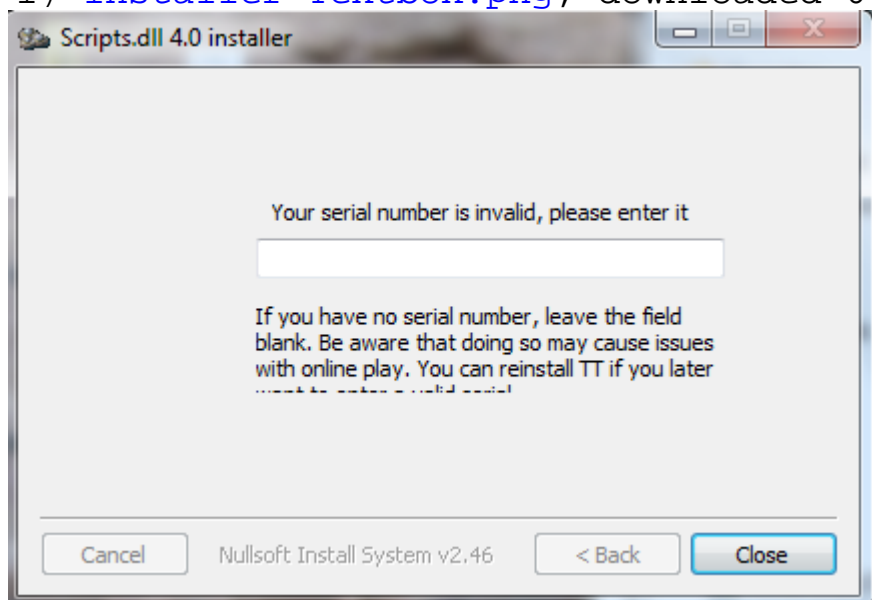 Scripts.dll 4.0 installer
Your serial number is invalid, please enter it
If you have no serial number, leave the field
blank. Be aware that doing so may cause issues
with online play. You can reinstall TT if you later
Cancel Nullsoft Install System v2.46 < Back Close